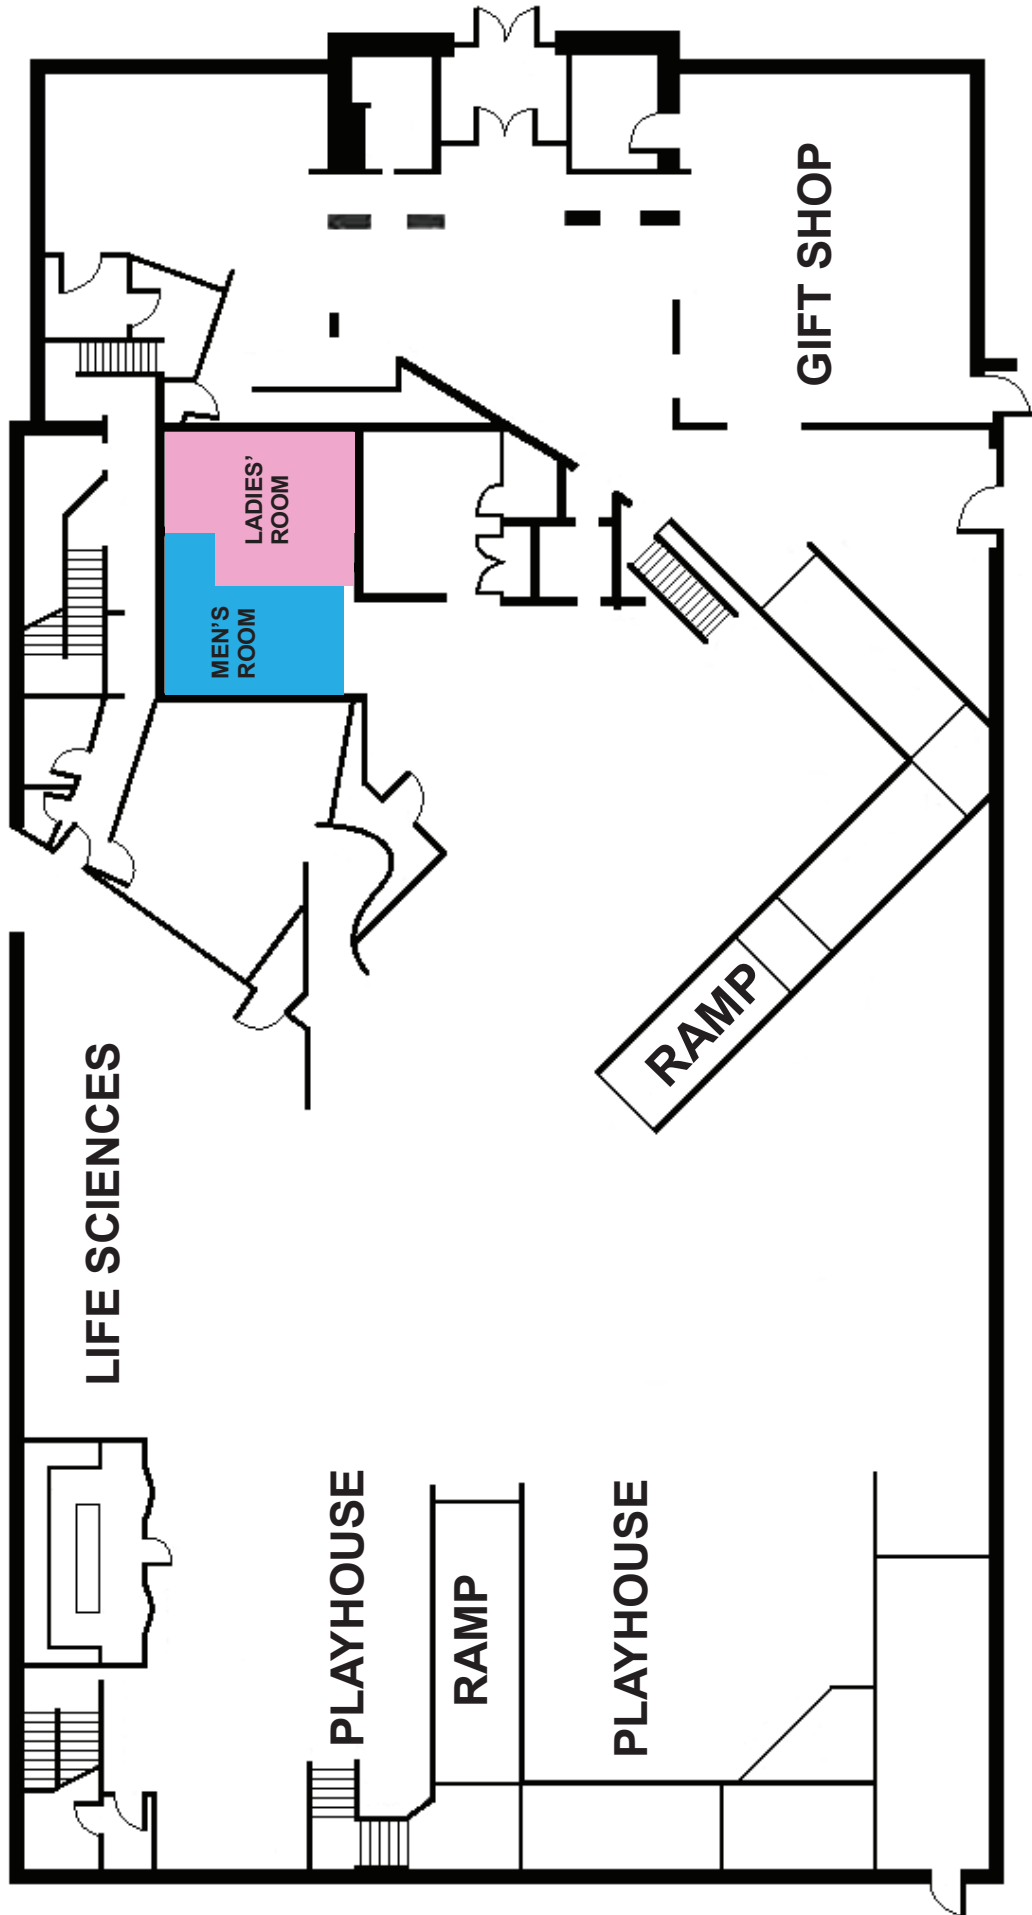 GIFT SHOP
LADIES’
ROOM
MEN’S
ROOM
RAMP
LIFE SCIENCES
PLAYHOUSE
RAMP
PLAYHOUSE